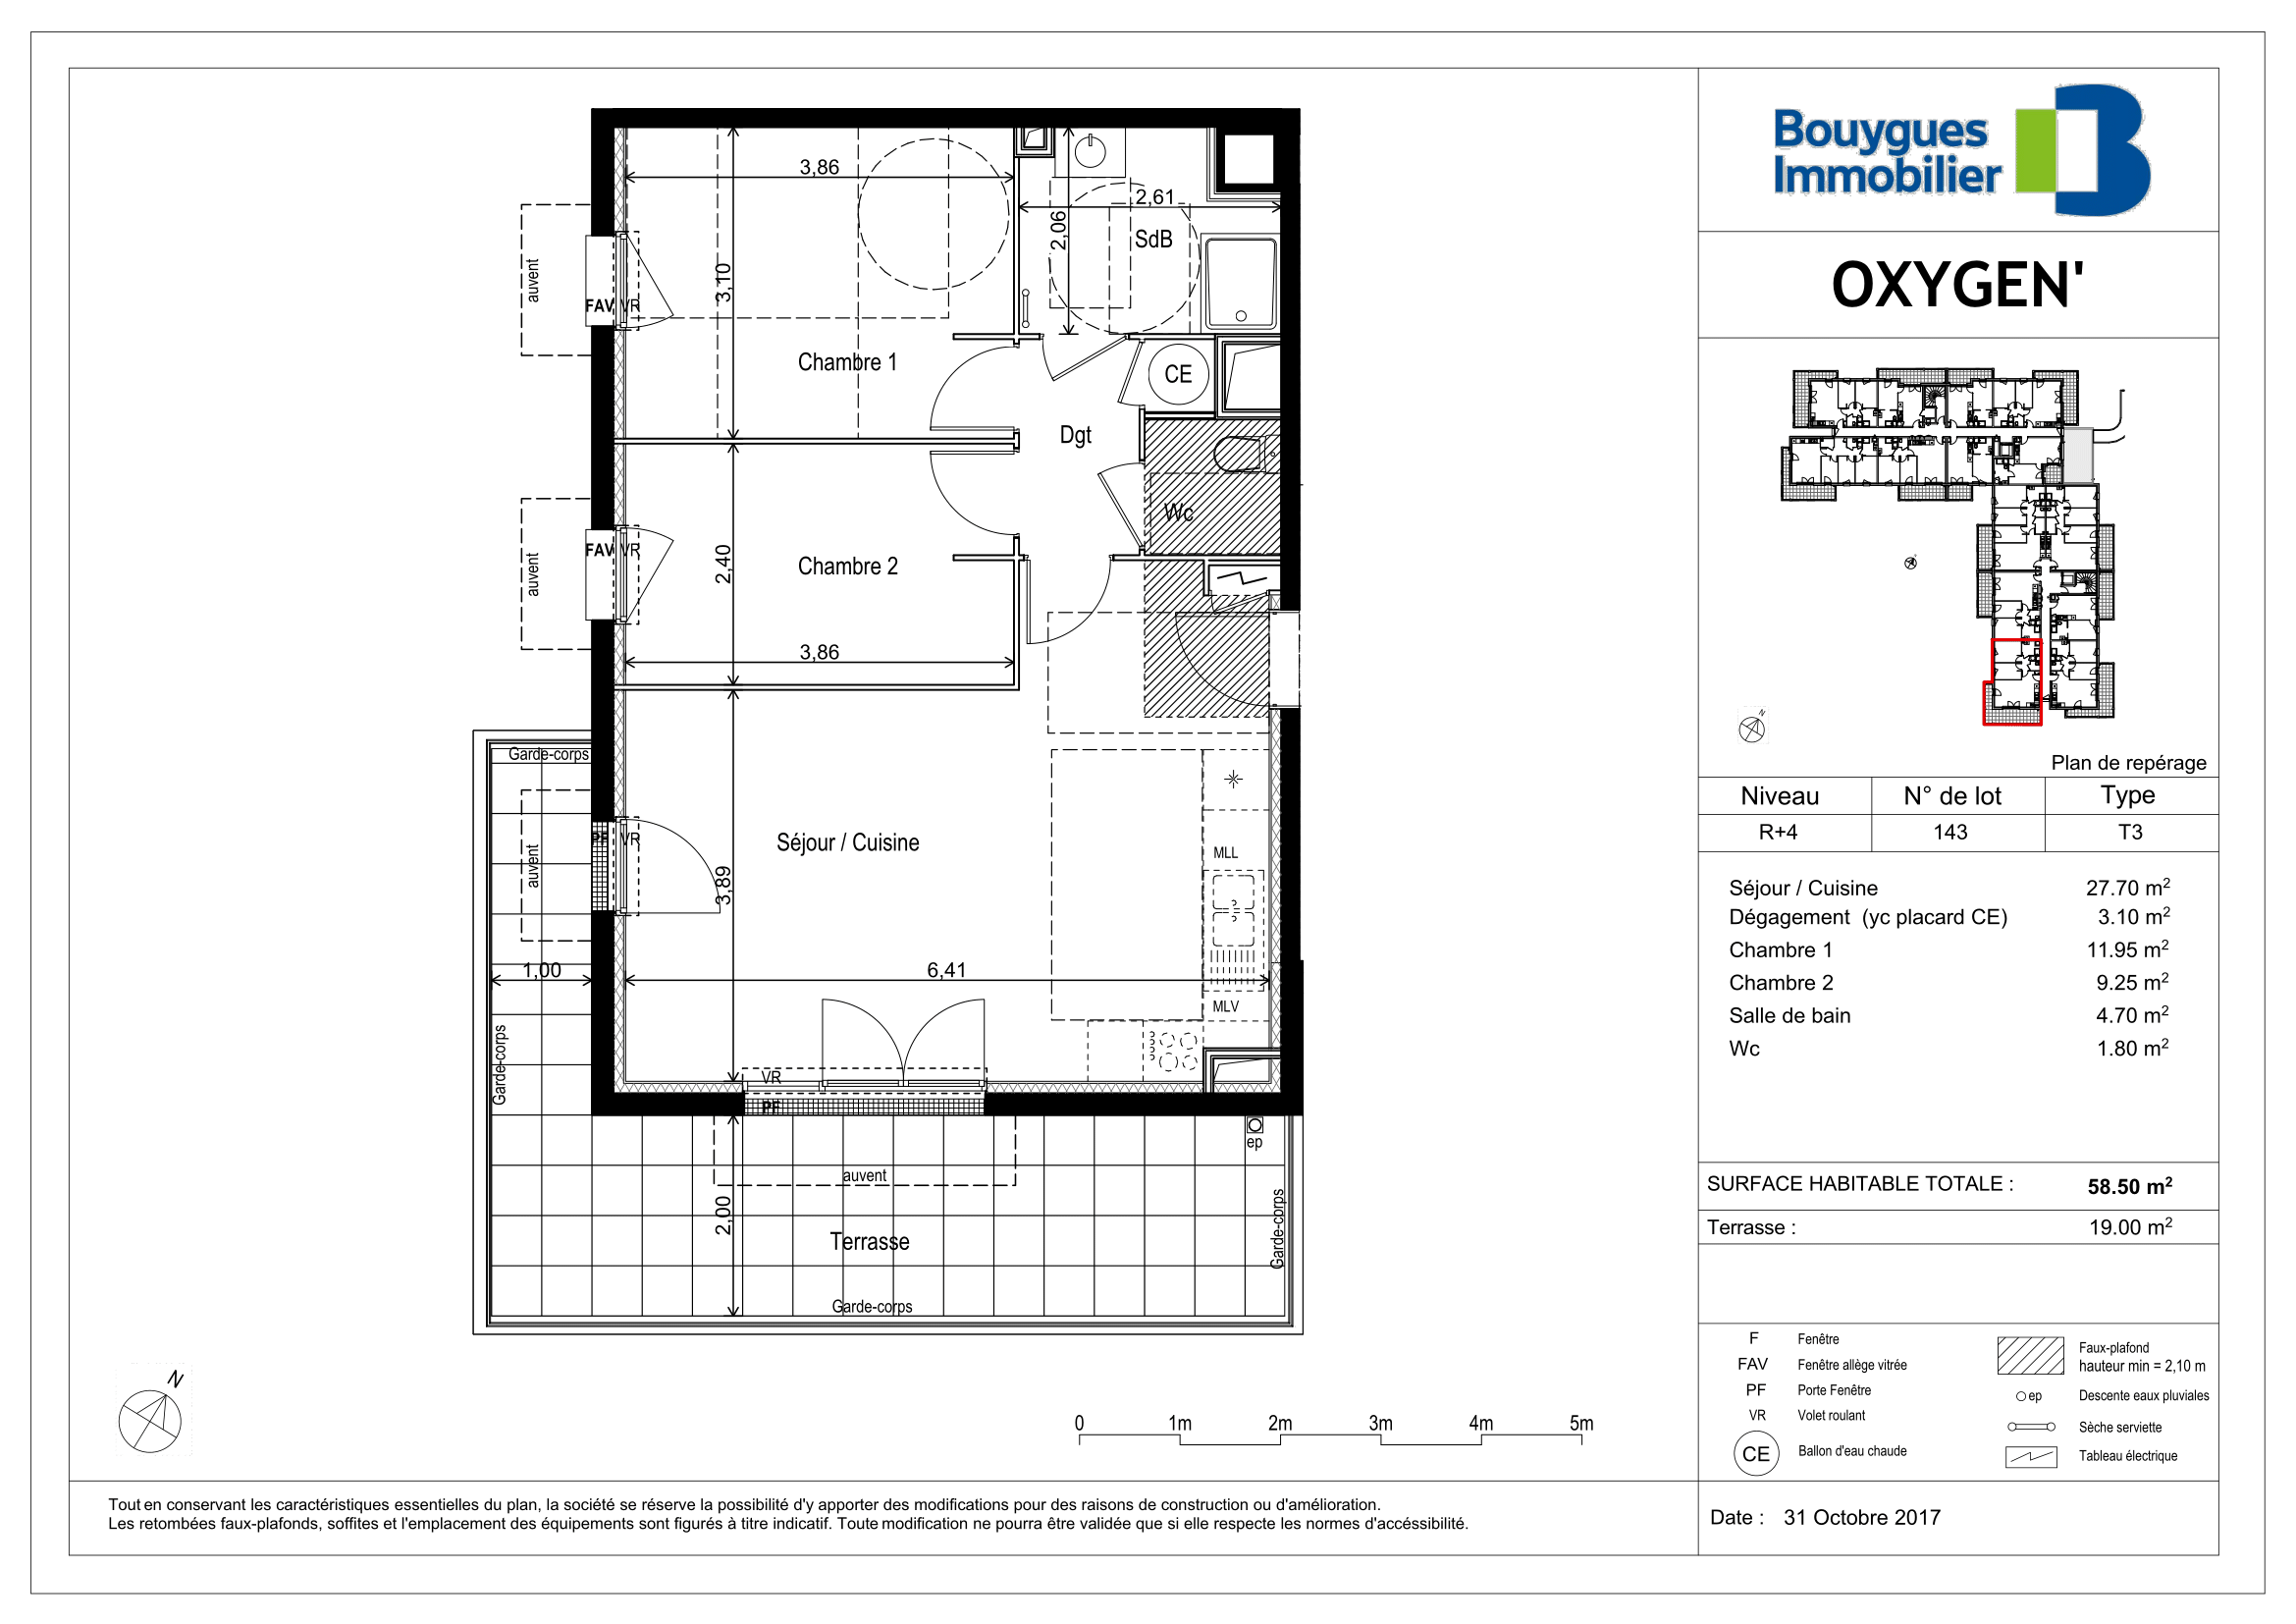 3,86
2,61
2,06
SdB
auvent
3,10
FAV VR
Chambre 1
CE
Dgt
Wc
FAV VR
auvent
2,40
Chambre 2
3,86
Garde-corps
PF VR
auvent
Séjour / Cuisine
MLL
3,89
1,00
6,41
MLV
Garde-corps
VR
PF
ep
auvent
2,00
Terrasse
Garde-corps
Garde-corps
N
0 1m 2m 3m 4m 5m
Tout en conservant les caractéristiques essentielles du plan, la société se réserve la possibilité d'y apporter des modifications pour des raisons de construction ou d'amélioration.
Les retombées faux-plafonds, soffites et l'emplacement des équipements sont figurés à titre indicatif. Toute modification ne pourra être validée que si elle respecte les normes d'accéssibilité.
Bouygues
Immobilier
OXYGEN'
N
Plan de repérage
Niveau N° de lot Type
R+4 143 T3
Séjour / Cuisine 27.70 m²
Dégagement (yc placard CE) 3.10 m²
Chambre 1 11.95 m²
Chambre 2 9.25 m²
Salle de bain 4.70 m²
Wc 1.80 m²
SURFACE HABITABLE TOTALE : 58.50 m²
Terrasse : 19.00 m²
F Fenêtre
FAV Fenêtre allège vitrée
PF Porte Fenêtre
VR Volet roulant
CE Ballon d'eau chaude
Faux-plafond
hauteur min = 2,10 m
ep Descente eaux pluviales
Sèche serviette
Tableau électrique
Date : 31 Octobre 2017